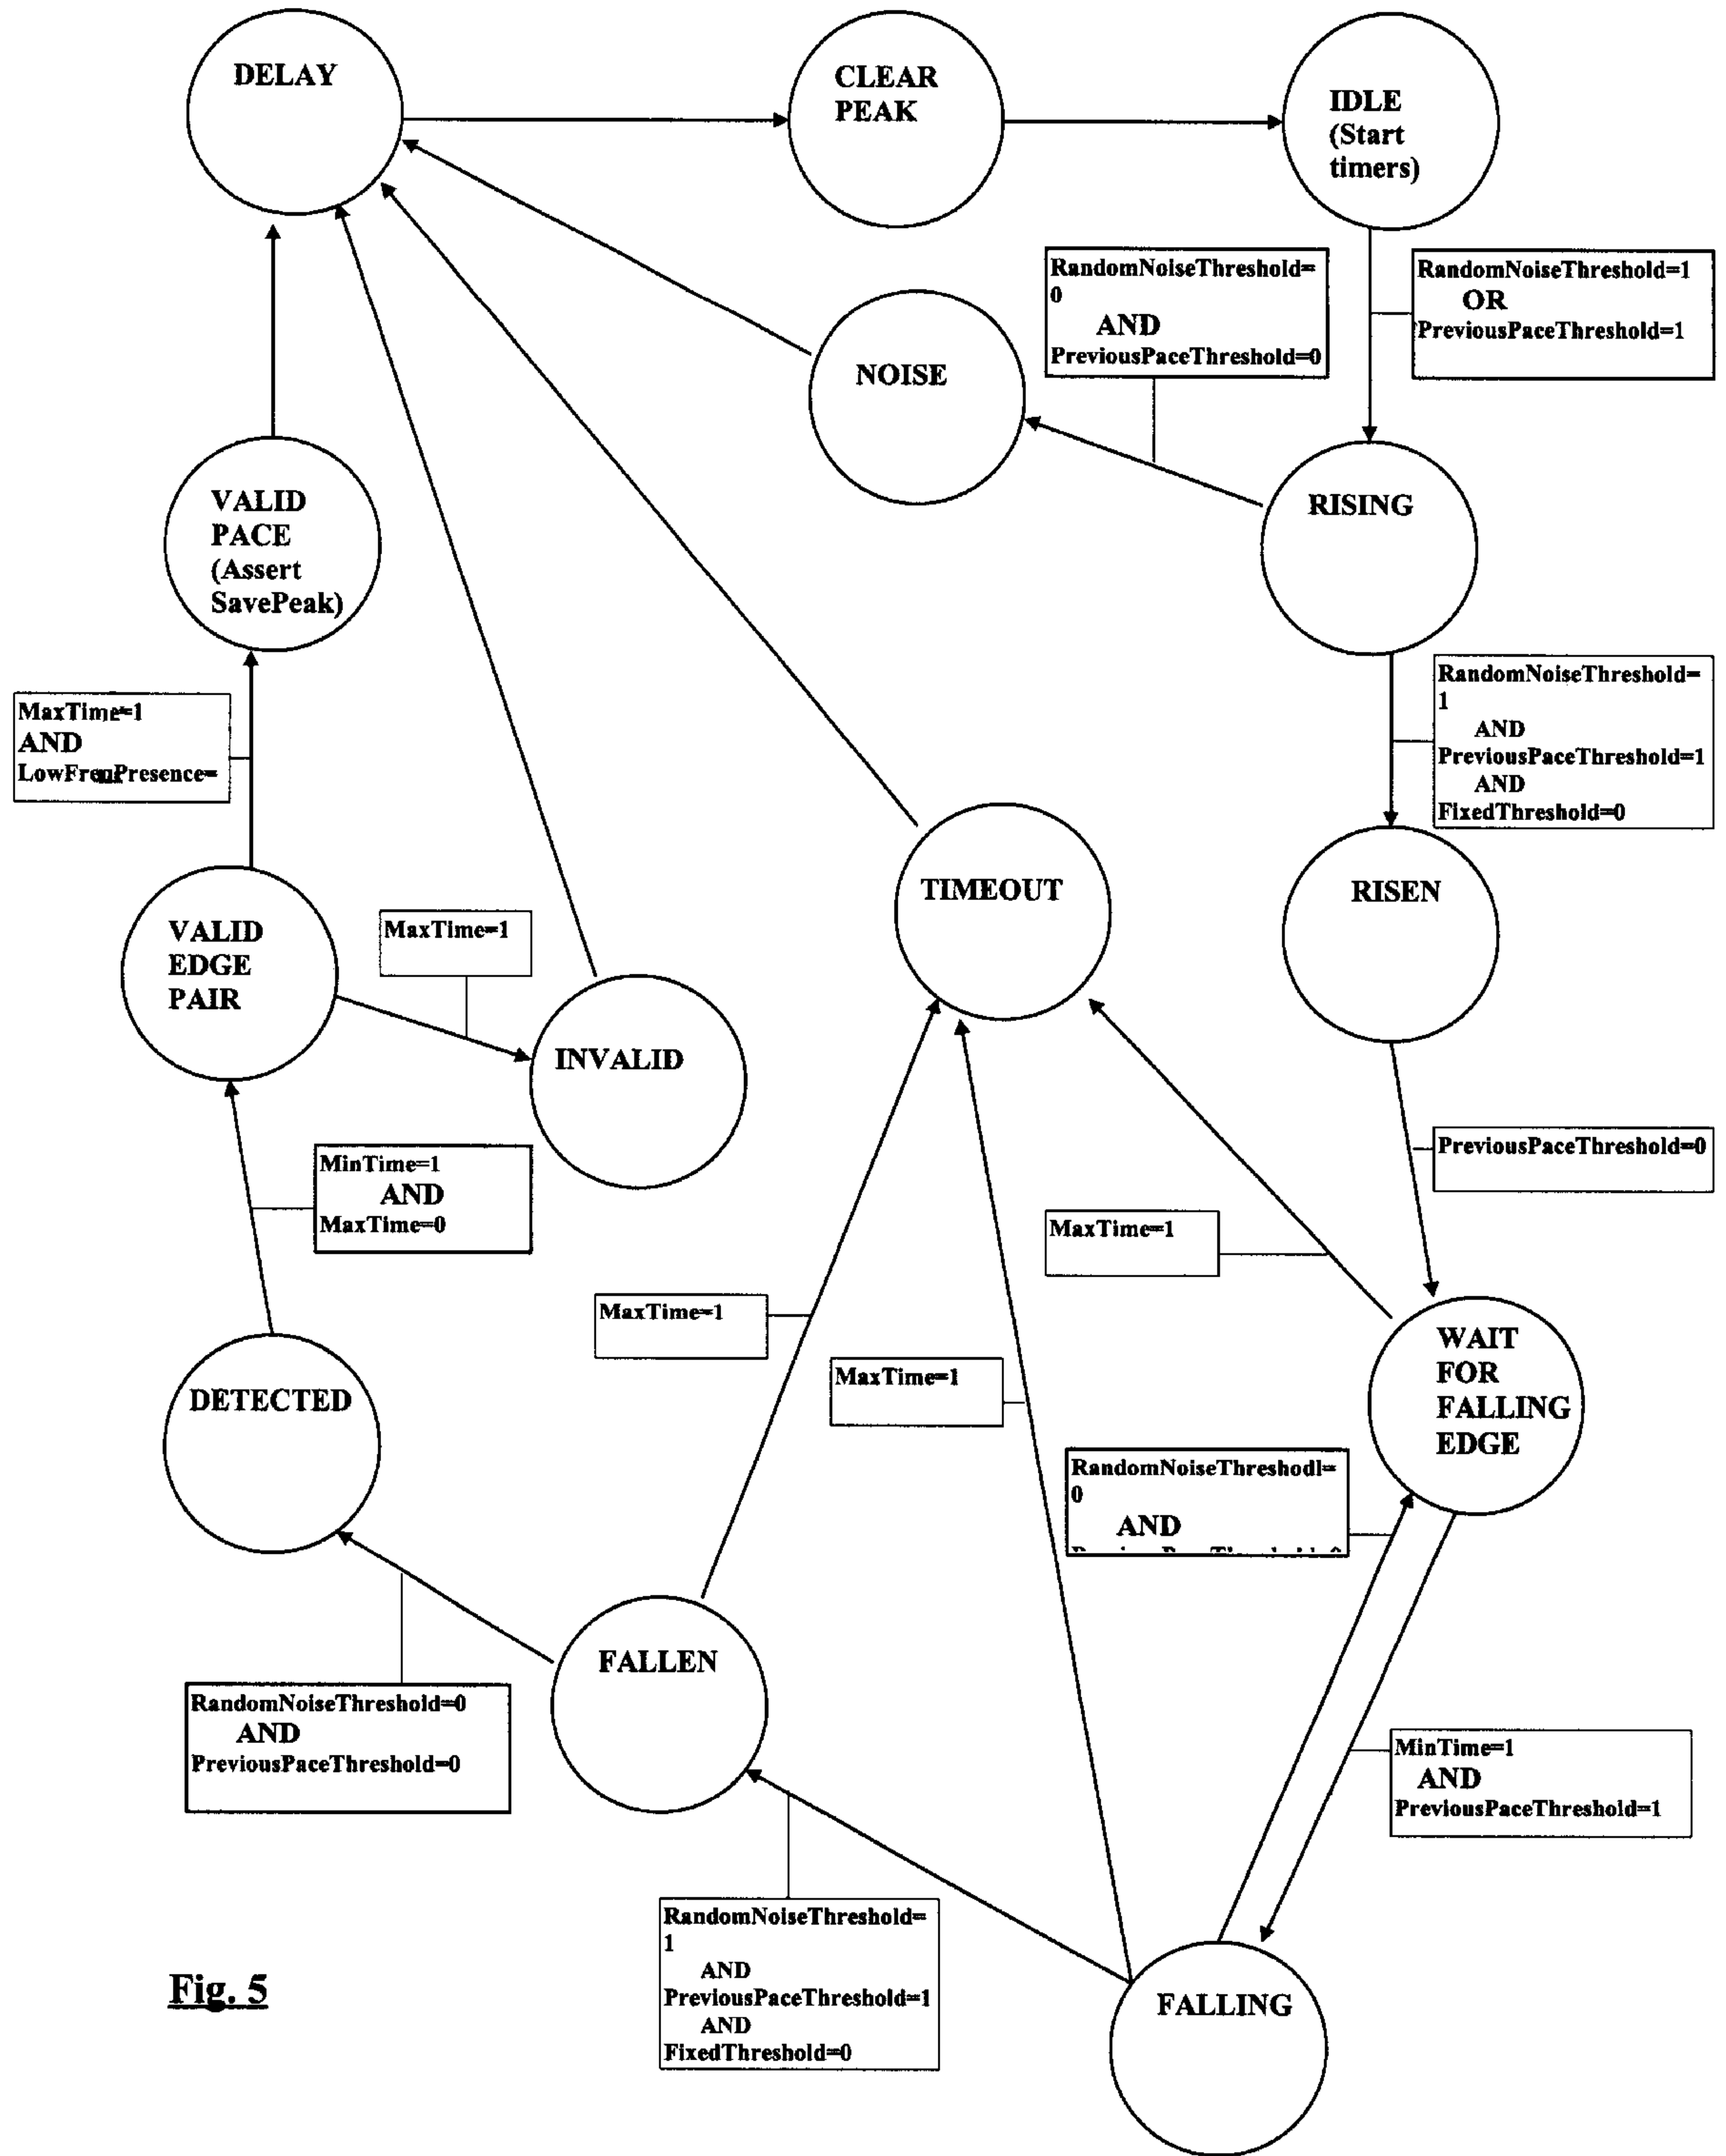 DELAY
CLEAR
PEAK
IDLE
(Start
timers)
RandomNoiseThreshold=
0
AND
PreviousPaceThreshold=0
RandomNoiseThreshold=1
OR
PreviousPaceThreshold=1
NOISE
RISING
VALID
PACE
(Assert
SavePeak)
RandomNoiseThreshold=
1
AND
PreviousPaceThreshold=1
AND
FixedThreshold=0
MaxTime=1
AND
TIMEOUT
RISEN
VALID
EDGE
PAIR
MaxTime=1
INVALID
PreviousPaceThreshold=0
MinTime=1
AND
MaxTime=0
MaxTime=1
MaxTime=1
MaxTime=1
WAIT
FOR
FALLING
EDGE
DETECTED
RandomNoiseThreshodl=
0
AND
FALLEN
RandomNoiseThreshold=0
AND
PreviousPaceThreshold=0
MinTime=1
AND
PreviousPaceThreshold=1
RandomNoiseThreshold=
1
AND
PreviousPaceThreshold=1
AND
FixedThreshold=0
FALLING
Fig. 5